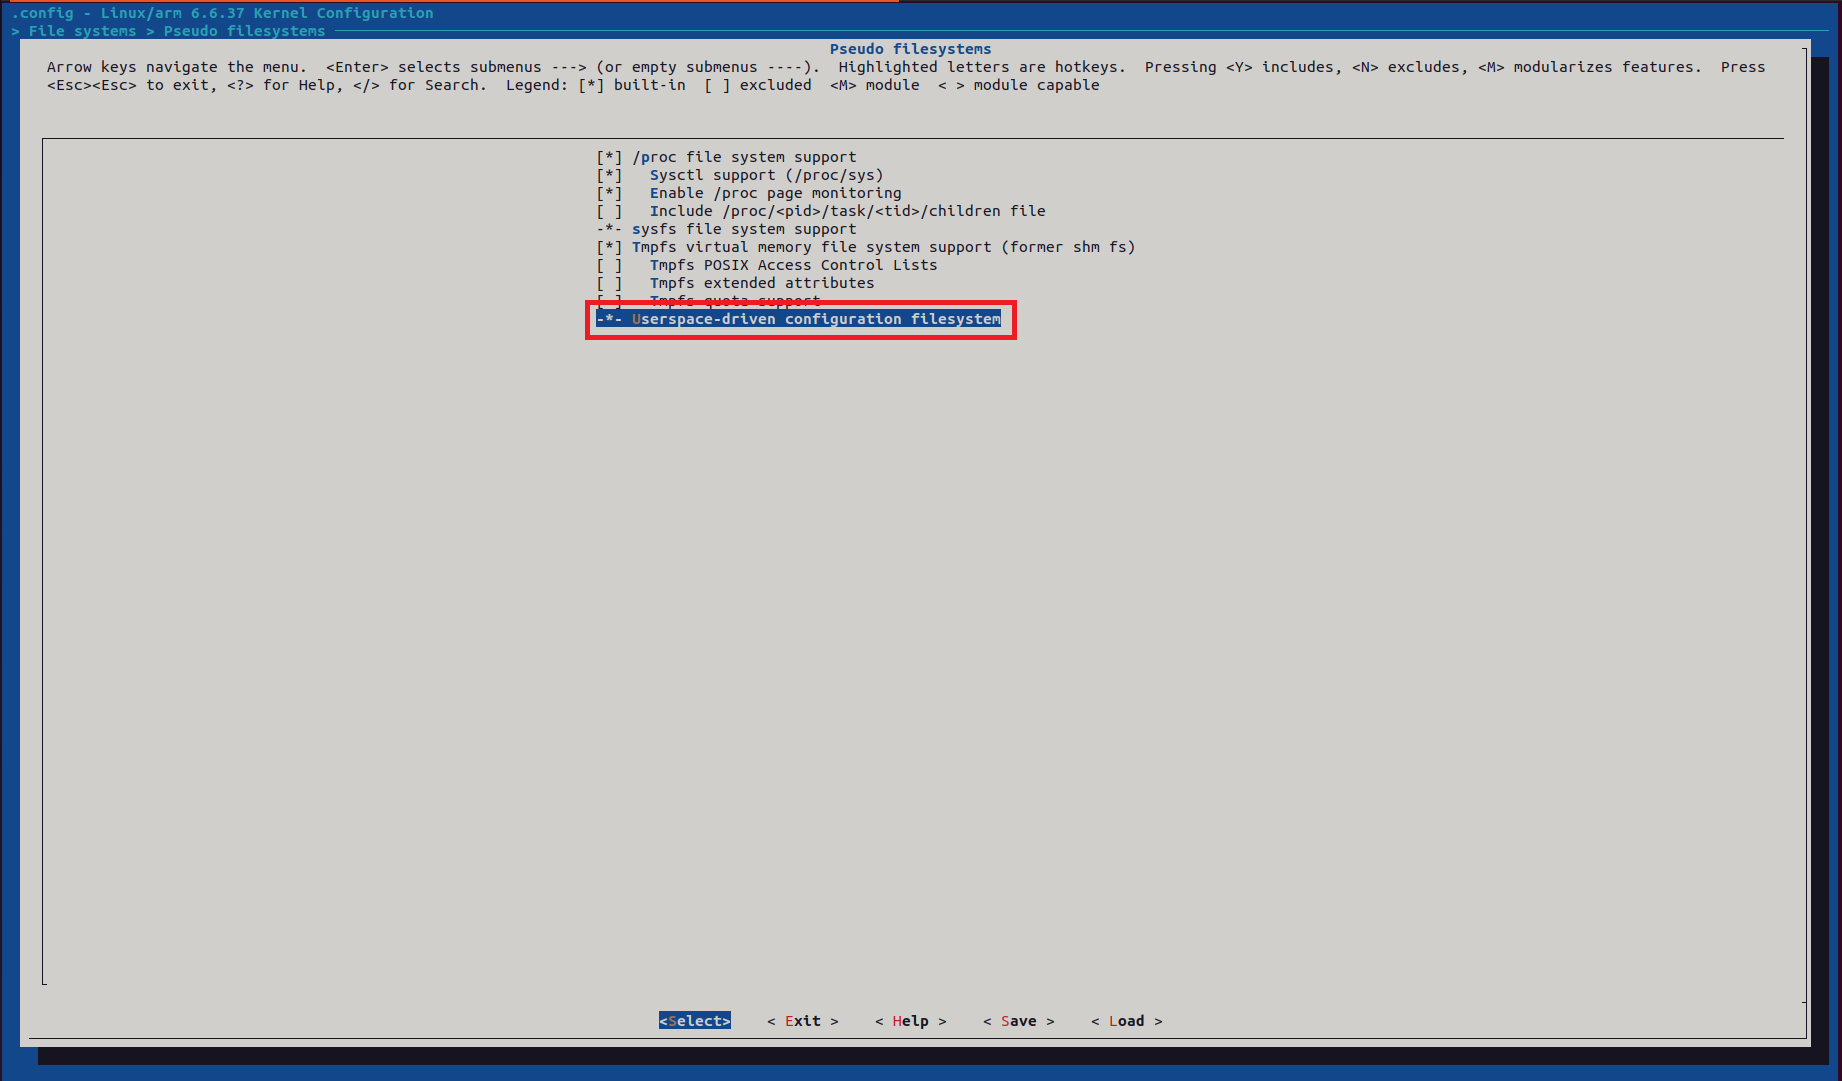 .config - Linux/arm 6.6.37 Kernel Configuration
> File systems > Pseudo filesystems
Pseudo filesystems
Arrow keys navigate the menu.  <Enter> selects submenus ---> (or empty submenus ----).  Highlighted letters are hotkeys.  Pressing <Y> includes, <N> excludes, <M> modularizes features.  Press
<Esc><Esc> to exit, <?> for Help, </> for Search.  Legend: [*] built-in  [ ] excluded  <M> module  < > module capable
[*] /proc file system support
[*]   Sysctl support (/proc/sys)
[*]   Enable /proc page monitoring
[ ]   Include /proc/<pid>/task/<tid>/children file
-*- sysfs file system support
[*] Tmpfs virtual memory file system support (former shm fs)
[ ]   Tmpfs POSIX Access Control Lists
[ ]   Tmpfs extended attributes
[ ]   Tmpfs quota support
-*- Userspace-driven configuration filesystem
<Select>    < Exit >    < Help >    < Save >    < Load >